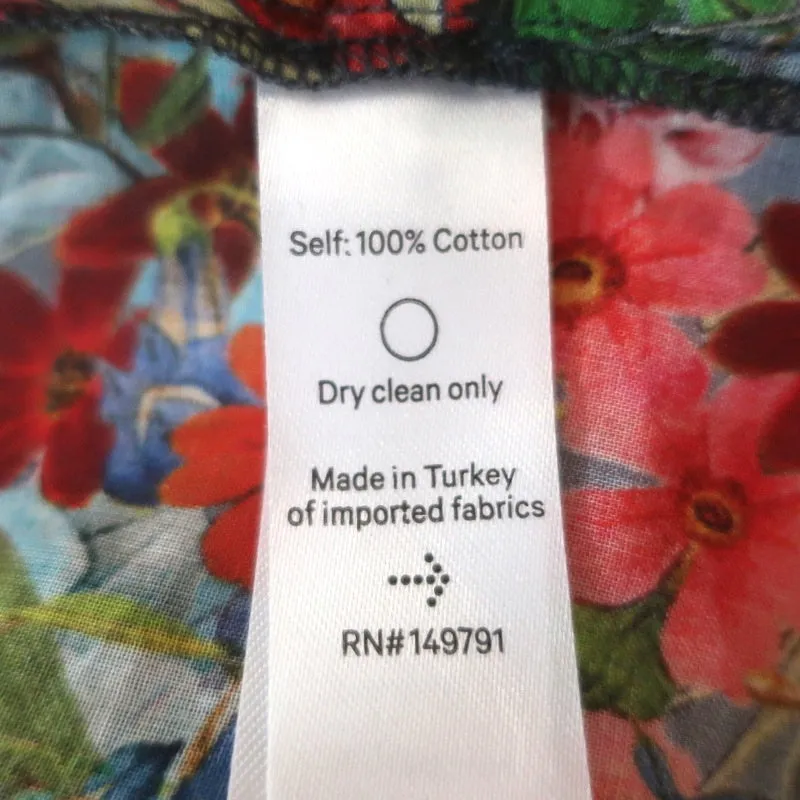 Self: 100% Cotton
Dry clean only
Made in Turkey
of imported fabrics
RN#149791